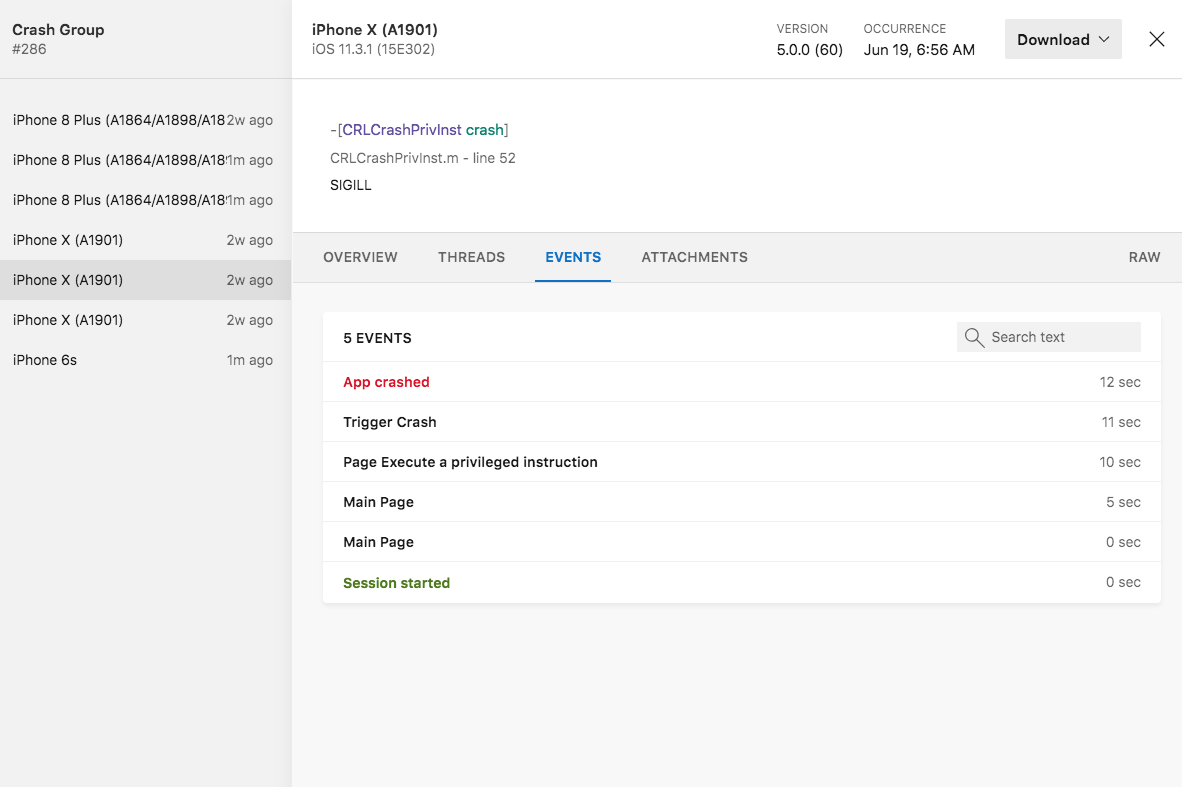 Crash Group
#286
iPhone 8 Plus (A1864/A1898/A18 2w ago
iPhone 8 Plus (A1864/A1898/A18 1m ago
iPhone 8 Plus (A1864/A1898/A18 1m ago
iPhone X (A1901) 2w ago
iPhone X (A1901) 2w ago
iPhone X (A1901) 2w ago
iPhone 6s 1m ago
iPhone X (A1901)
iOS 11.3.1 (15E302)
VERSION
5.0.0 (60)
OCCURRENCE
Jun 19, 6:56 AM
Download
-[CRLCrashPrivInst crash]
CRLCrashPrivInst.m - line 52
SIGILL
OVERVIEW THREADS EVENTS ATTACHMENTS RAW
5 EVENTS Search text
App crashed 12 sec
Trigger Crash 11 sec
Page Execute a privileged instruction 10 sec
Main Page 5 sec
Main Page 0 sec
Session started 0 sec